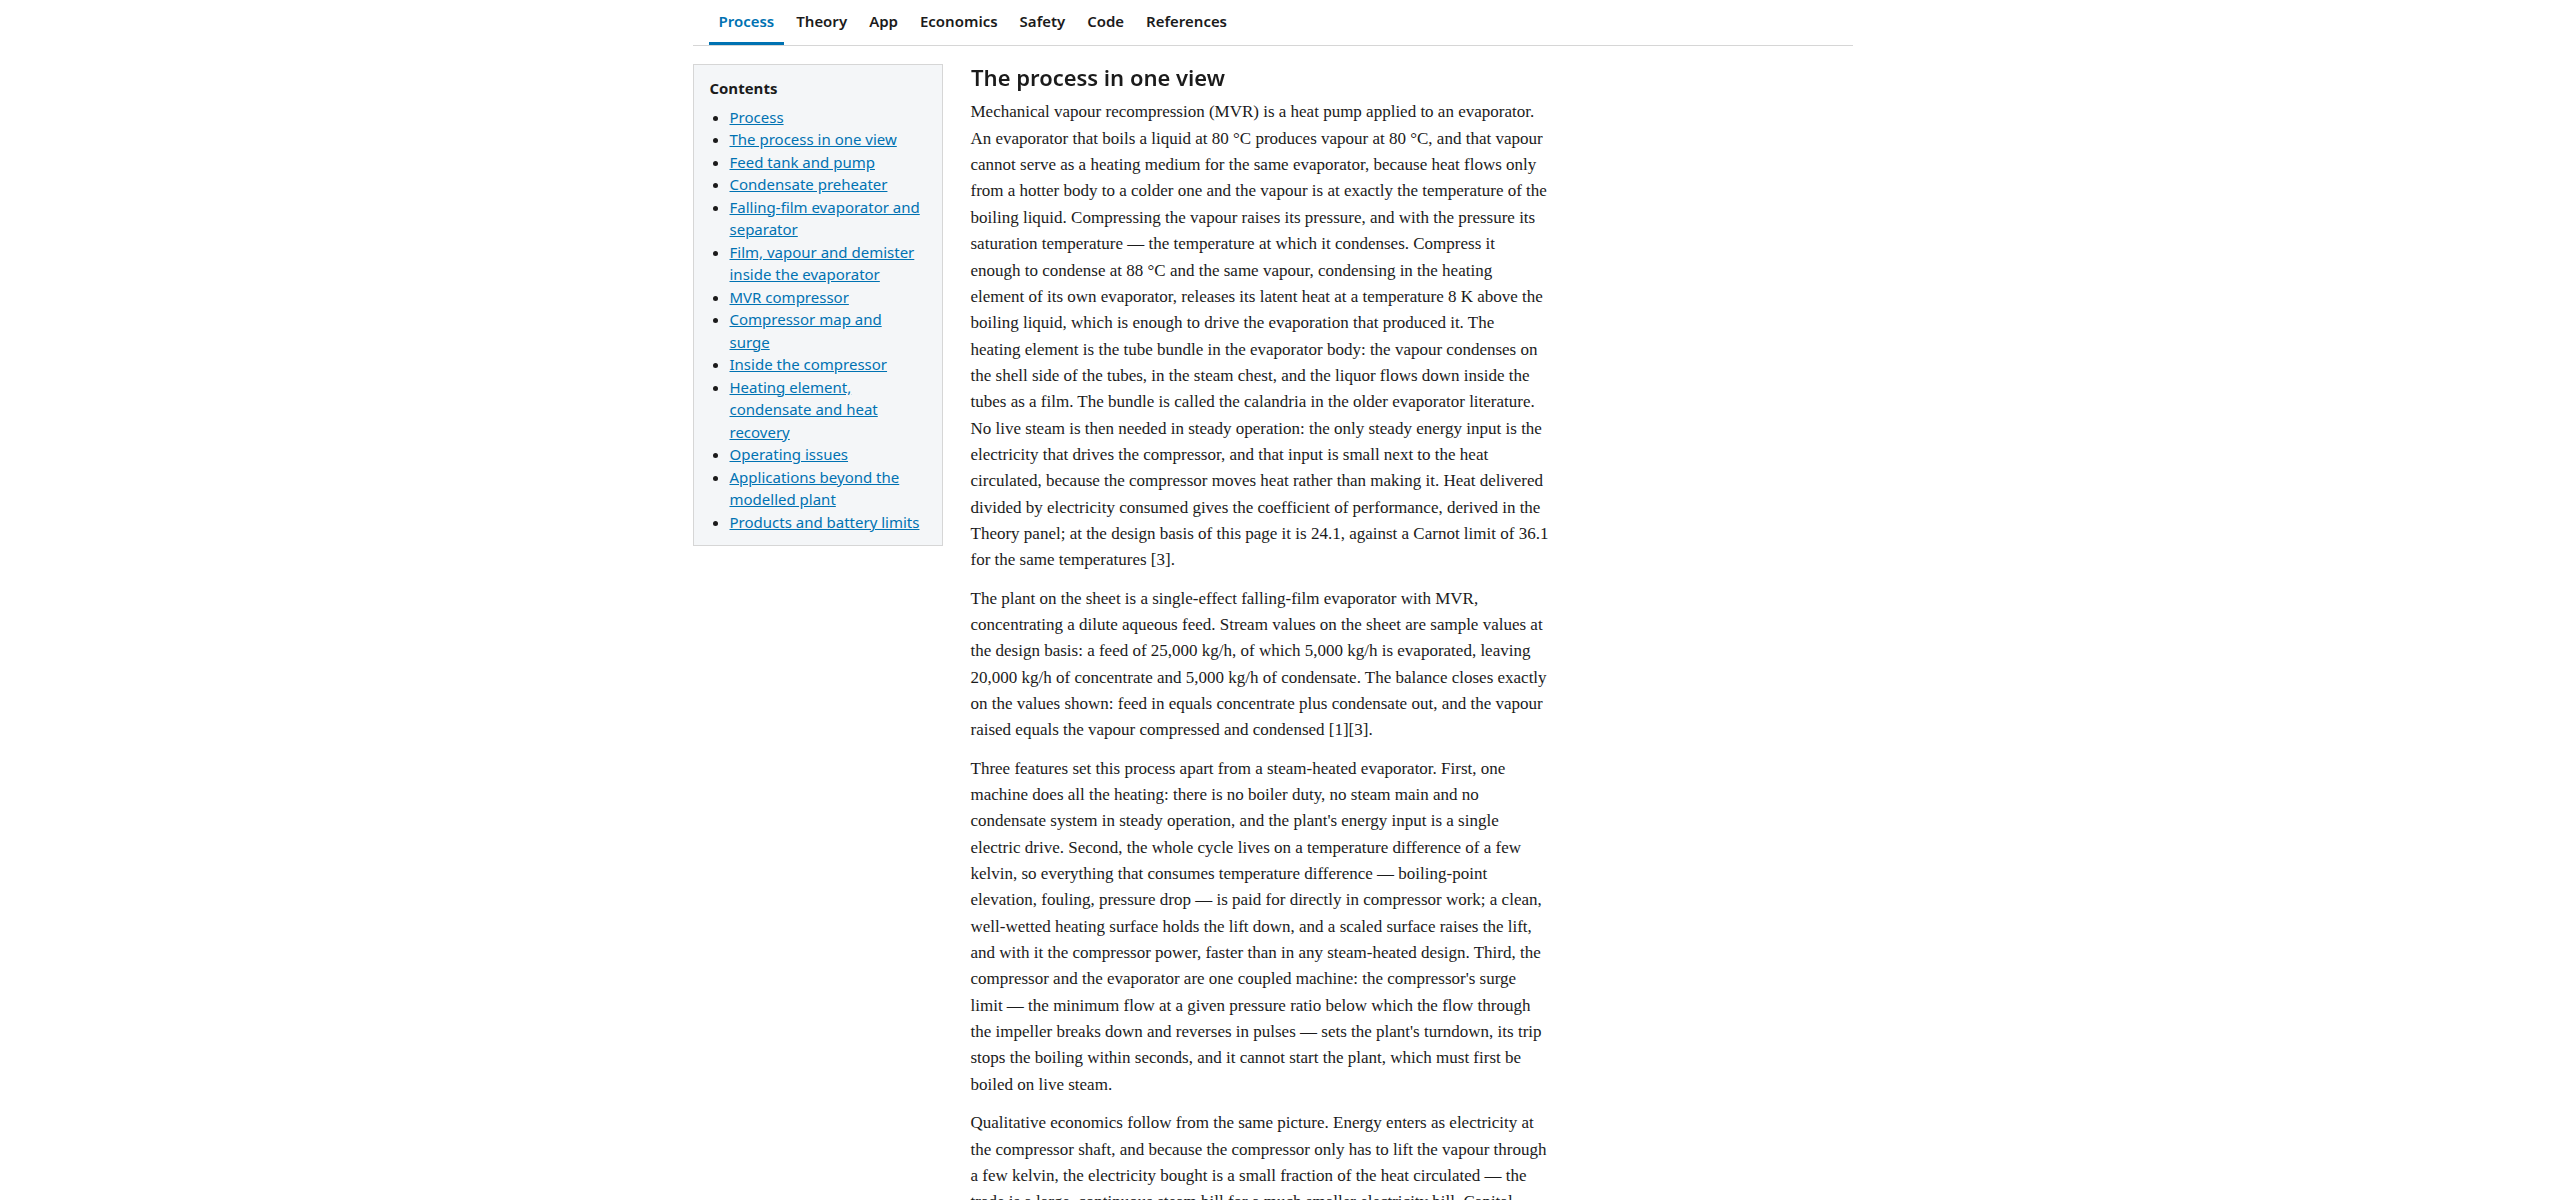 Process Theory App Economics Safety Code References
Contents
Process
The process in one view
Feed tank and pump
Condensate preheater
Falling-film evaporator and
separator
Film, vapour and demister
inside the evaporator
MVR compressor
Compressor map and
surge
Inside the compressor
Heating element,
condensate and heat
recovery
Operating issues
Applications beyond the
modelled plant
Products and battery limits
The process in one view
Mechanical vapour recompression (MVR) is a heat pump applied to an evaporator.
An evaporator that boils a liquid at 80 °C produces vapour at 80 °C, and that vapour
cannot serve as a heating medium for the same evaporator, because heat flows only
from a hotter body to a colder one and the vapour is at exactly the temperature of the
boiling liquid. Compressing the vapour raises its pressure, and with the pressure its
saturation temperature — the temperature at which it condenses. Compress it
enough to condense at 88 °C and the same vapour, condensing in the heating
element of its own evaporator, releases its latent heat at a temperature 8 K above the
boiling liquid, which is enough to drive the evaporation that produced it. The
heating element is the tube bundle in the evaporator body: the vapour condenses on
the shell side of the tubes, in the steam chest, and the liquor flows down inside the
tubes as a film. The bundle is called the calandria in the older evaporator literature.
No live steam is then needed in steady operation: the only steady energy input is the
electricity that drives the compressor, and that input is small next to the heat
circulated, because the compressor moves heat rather than making it. Heat delivered
divided by electricity consumed gives the coefficient of performance, derived in the
Theory panel; at the design basis of this page it is 24.1, against a Carnot limit of 36.1
for the same temperatures [3].
The plant on the sheet is a single-effect falling-film evaporator with MVR,
concentrating a dilute aqueous feed. Stream values on the sheet are sample values at
the design basis: a feed of 25,000 kg/h, of which 5,000 kg/h is evaporated, leaving
20,000 kg/h of concentrate and 5,000 kg/h of condensate. The balance closes exactly
on the values shown: feed in equals concentrate plus condensate out, and the vapour
raised equals the vapour compressed and condensed [1][3].
Three features set this process apart from a steam-heated evaporator. First, one
machine does all the heating: there is no boiler duty, no steam main and no
condensate system in steady operation, and the plant's energy input is a single
electric drive. Second, the whole cycle lives on a temperature difference of a few
kelvin, so everything that consumes temperature difference — boiling-point
elevation, fouling, pressure drop — is paid for directly in compressor work; a clean,
well-wetted heating surface holds the lift down, and a scaled surface raises the lift,
and with it the compressor power, faster than in any steam-heated design. Third, the
compressor and the evaporator are one coupled machine: the compressor's surge
limit — the minimum flow at a given pressure ratio below which the flow through
the impeller breaks down and reverses in pulses — sets the plant's turndown, its trip
stops the boiling within seconds, and it cannot start the plant, which must first be
boiled on live steam.
Qualitative economics follow from the same picture. Energy enters as electricity at
the compressor shaft, and because the compressor only has to lift the vapour through
a few kelvin, the electricity bought is a small fraction of the heat circulated — the